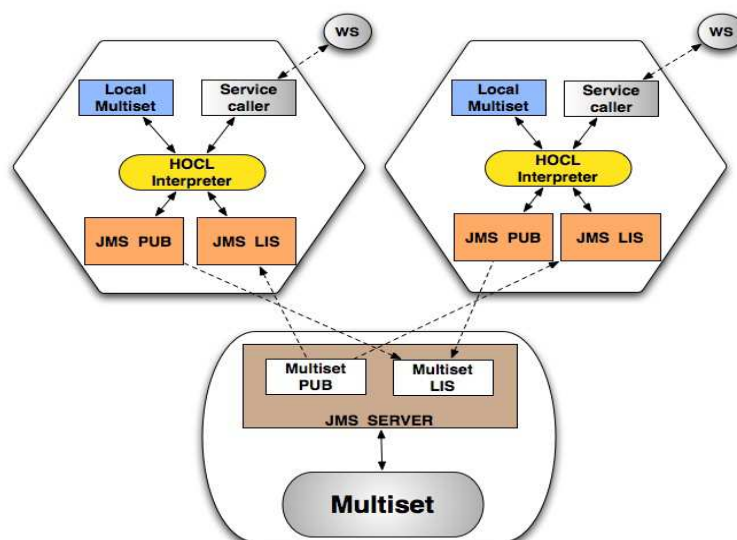 WS
WS
Local
Multiset
Service
caller
HOCL
Interpreter
JMS PUB
JMS LIS
Local
Multiset
Service
caller
HOCL
Interpreter
JMS PUB
JMS LIS
Multiset
PUB
Multiset
LIS
JMS SERVER
Multiset